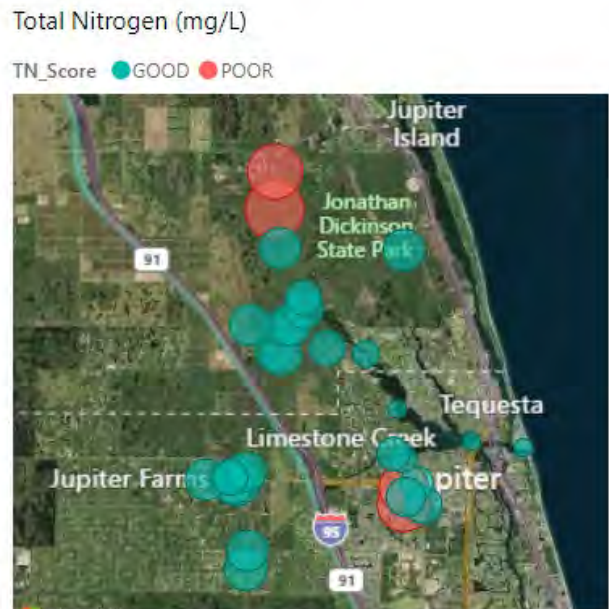 Total Nitrogen (mg/L)
TN_Score GOOD POOR
Jupiter
Island
Jonathan
Dickinson
State Park
91
Tequesta
Limestone Creek
Jupiter Farms
piter
95
91